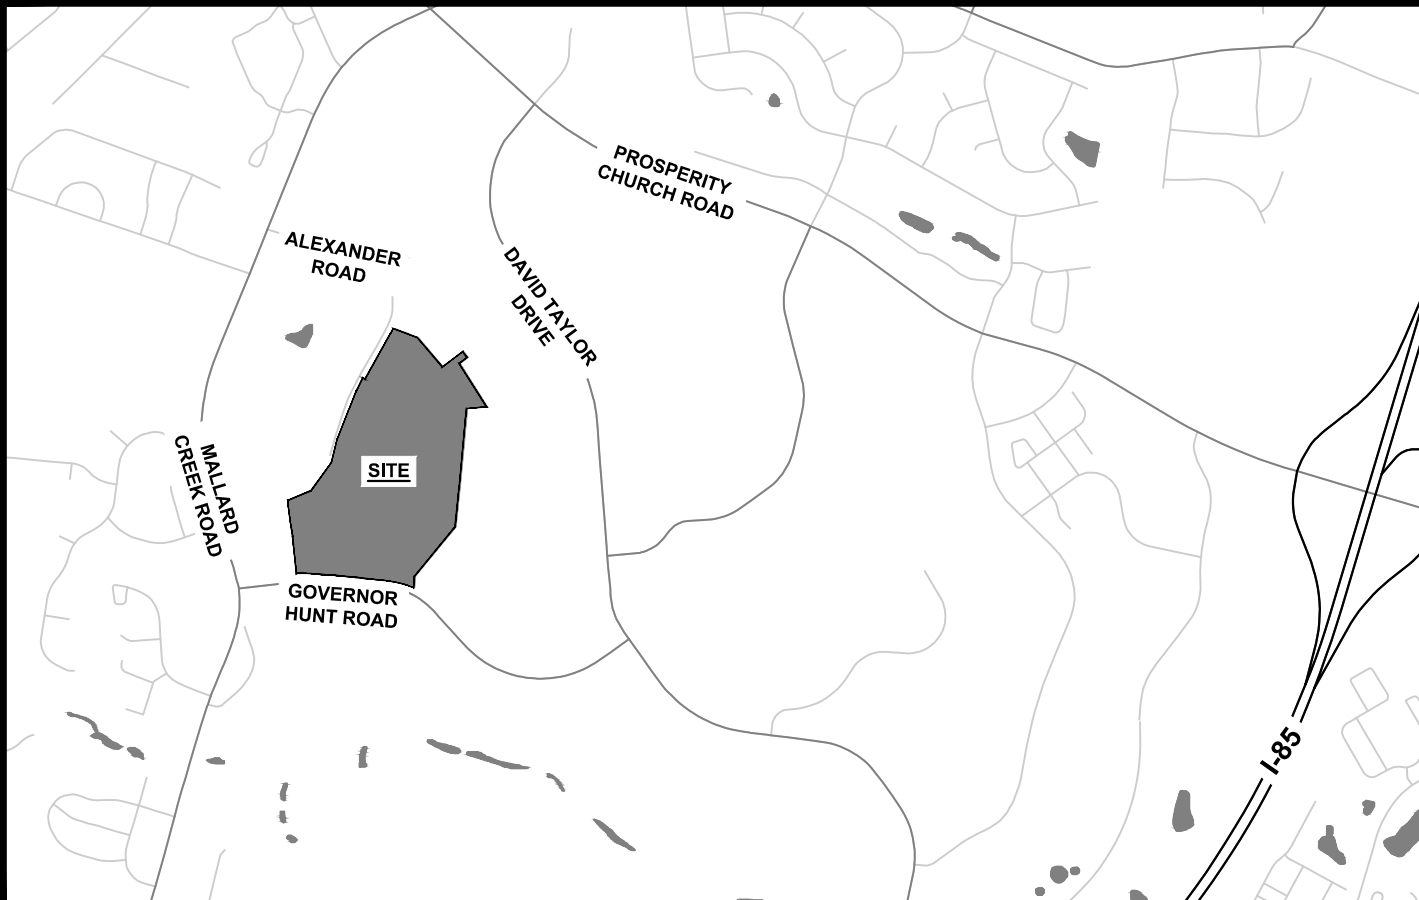 PROSPERITY
CHURCH ROAD
ALEXANDER
ROAD
DAVID TAYLOR
DRIVE
MALLARD
CREEK ROAD
SITE
GOVERNOR
HUNT ROAD
I-85